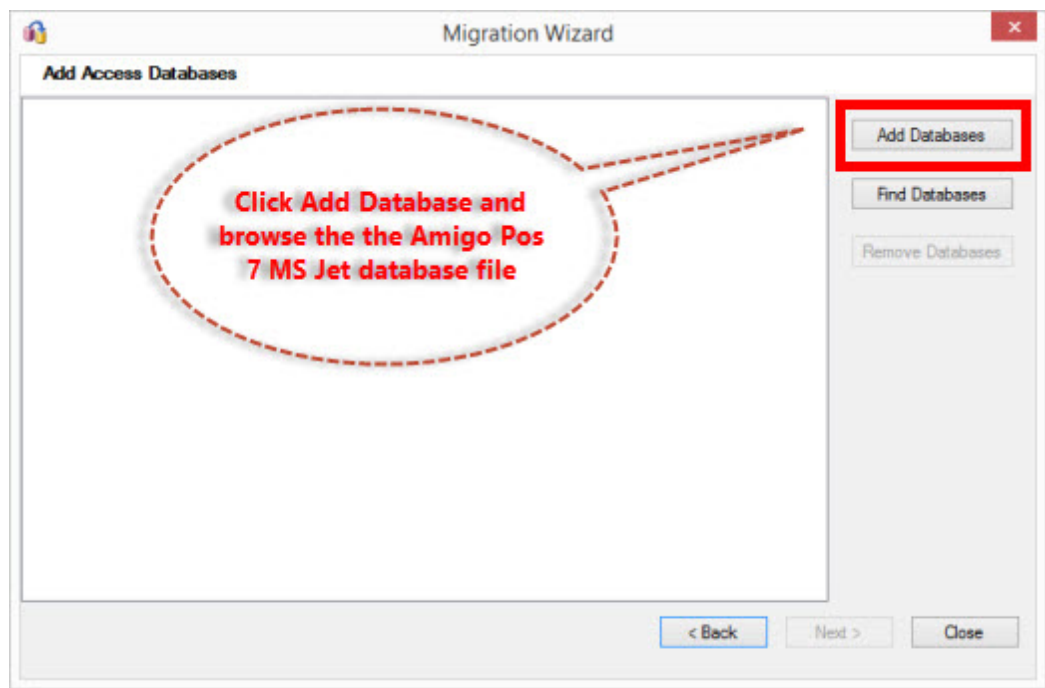 Migration Wizard
Add Access Databases
Click Add Database and
browse the the Amigo Pos
7 MS Jet database file
Add Databases
Find Databases
Remove Databases
< Back
Next >
Close